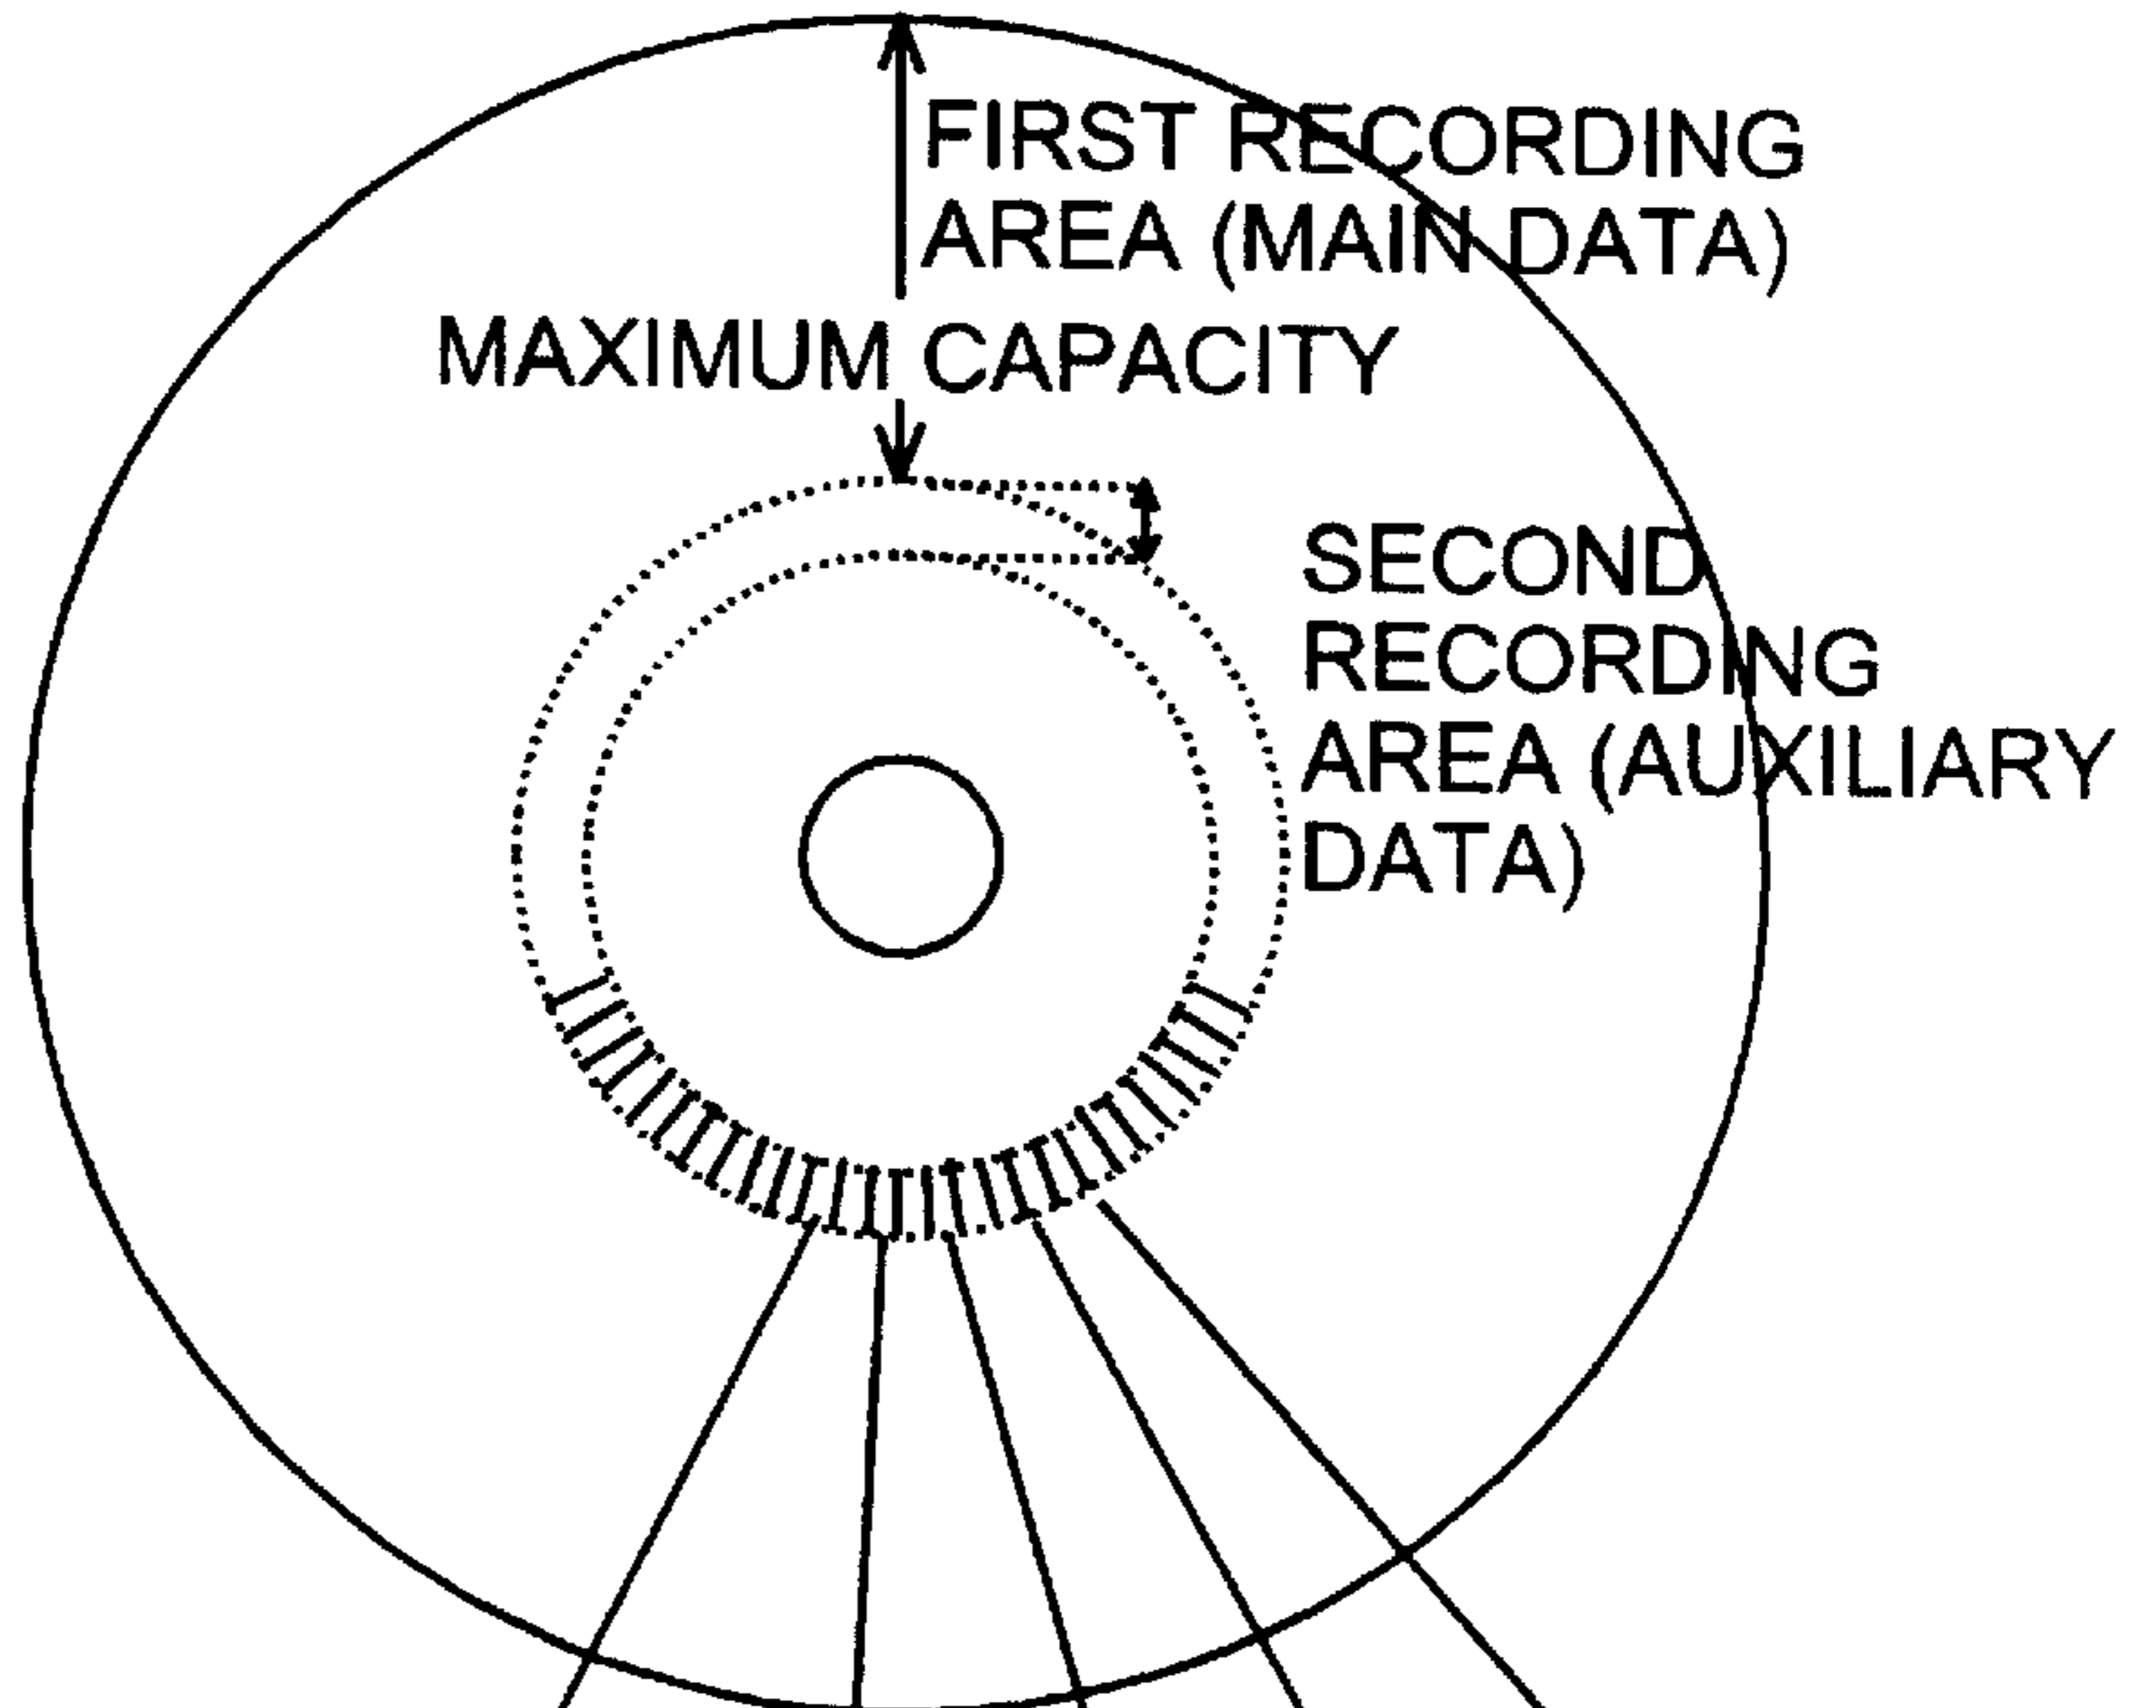 FIRST RECORDING
AREA (MAIN DATA)
MAXIMUM CAPACITY
SECOND
RECORDING
AREA (AUXILIARY
DATA)